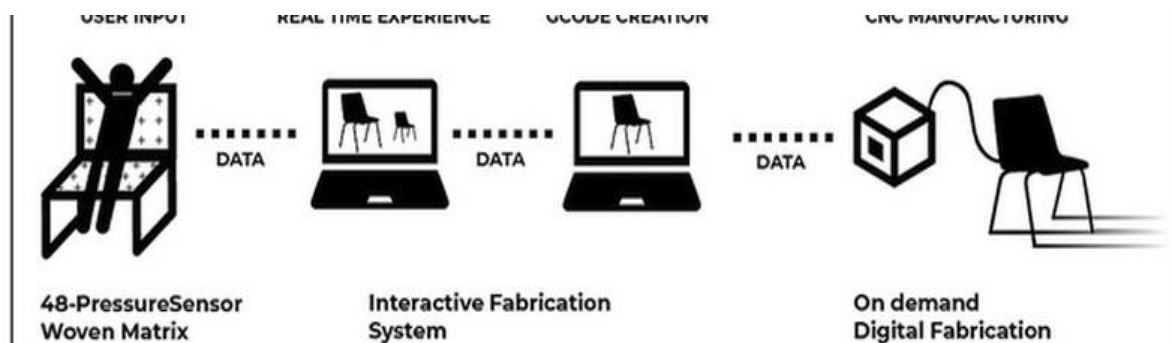 USER INPUT
REAL TIME EXPERIENCE
GCODE CREATION
CNC MANUFACTURING
DATA
DATA
DATA
48-PressureSensor
Woven Matrix
Interactive Fabrication
System
On demand
Digital Fabrication